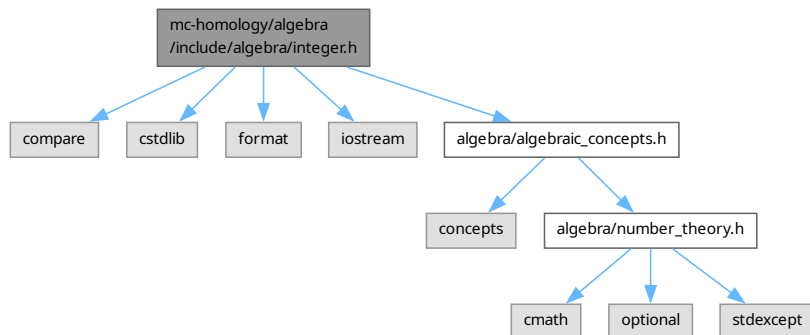 mc-homology/algebra
/include/algebra/integer.h
compare
cstdlib
format
iostream
algebra/algebraic_concepts.h
concepts
algebra/number_theory.h
cmath
optional
stdexcept